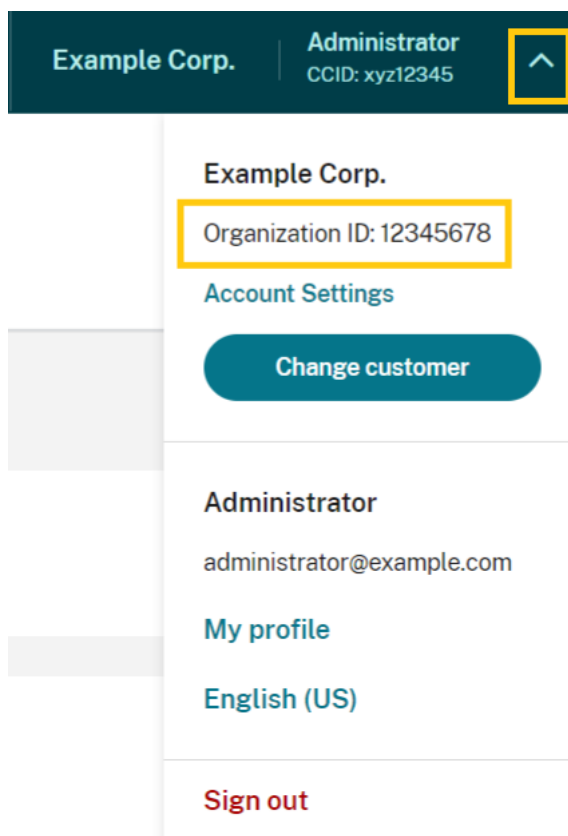 Example Corp.
Administrator
CCID: xyz12345
Example Corp.
Organization ID: 12345678
Account Settings
Change customer
Administrator
administrator@example.com
My profile
English (US)
Sign out